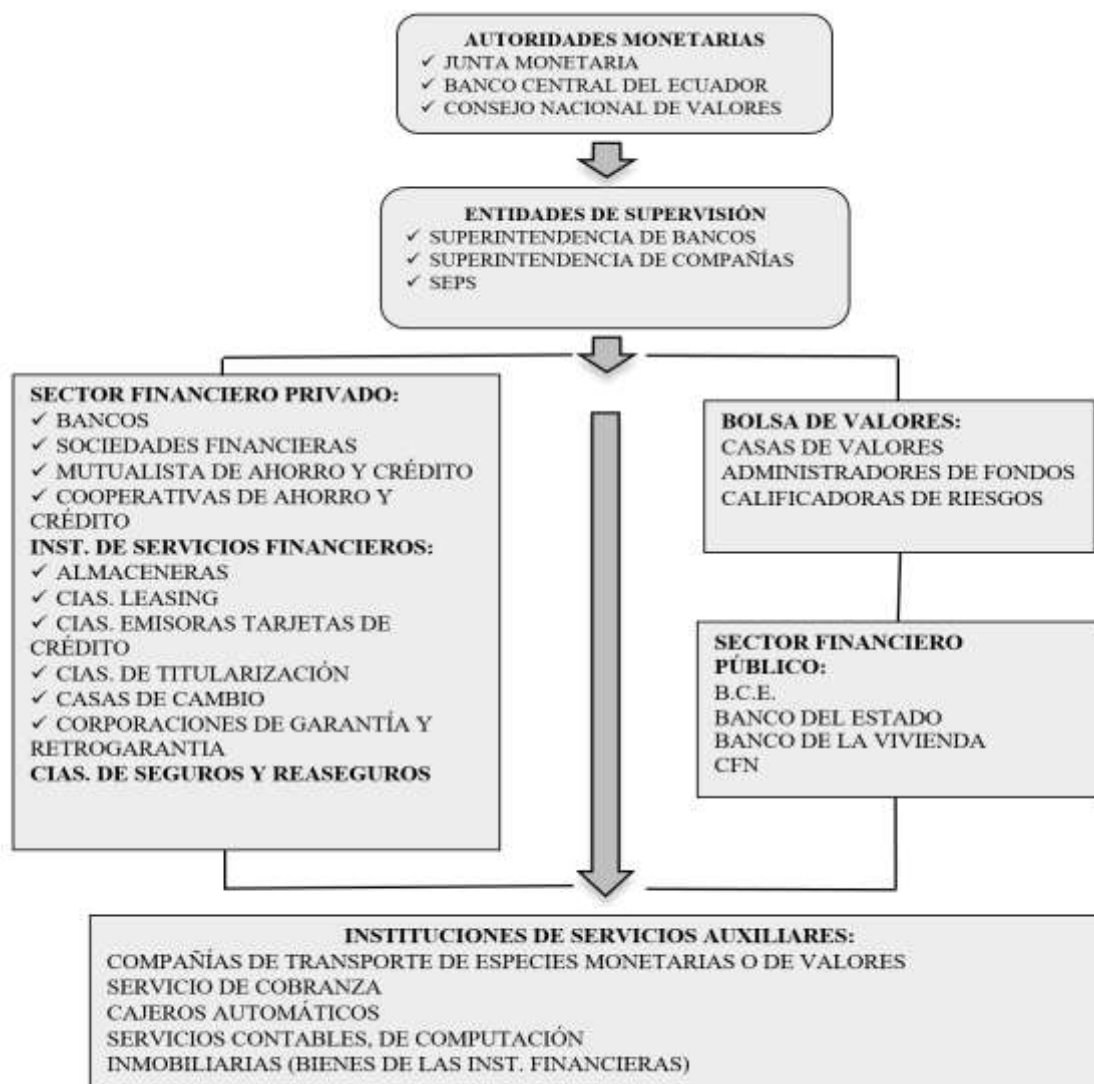 AUTORIDADES MONETARIAS
✓ JUNTA MONETARIA
✓ BANCO CENTRAL DEL ECUADOR
✓ CONSEJO NACIONAL DE VALORES
ENTIDADES DE SUPERVISIÓN
✓ SUPERINTENDENCIA DE BANCOS
✓ SUPERINTENDENCIA DE COMPAÑÍAS
✓ SEPS
SECTOR FINANCIERO PRIVADO:
✓ BANCOS
✓ SOCIEDADES FINANCIERAS
✓ MUTUALISTA DE AHORRO Y CRÉDITO
✓ COOPERATIVAS DE AHORRO Y
CRÉDITO
INST. DE SERVICIOS FINANCIEROS:
✓ ALMACENERAS
✓ CIAS. LEASING
✓ CIAS. EMISORAS TARJETAS DE
CRÉDITO
✓ CIAS. DE TITULARIZACIÓN
✓ CASAS DE CAMBIO
✓ CORPORACIONES DE GARANTÍA Y
RETROGARANTIA
CIAS. DE SEGUROS Y REASEGUROS
BOLSA DE VALORES:
CASAS DE VALORES
ADMINISTRADORES DE FONDOS
CALIFICADORAS DE RIESGOS
SECTOR FINANCIERO
PÚBLICO:
B.C.E.
BANCO DEL ESTADO
BANCO DE LA VIVIENDA
CFN
INSTITUCIONES DE SERVICIOS AUXILIARES:
COMPAÑÍAS DE TRANSPORTE DE ESPECIES MONETARIAS O DE VALORES
SERVICIO DE COBRANZA
CAJEROS AUTOMÁTICOS
SERVICIOS CONTABLES, DE COMPUTACIÓN
INMOBILIARIAS (BIENES DE LAS INST. FINANCIERAS)